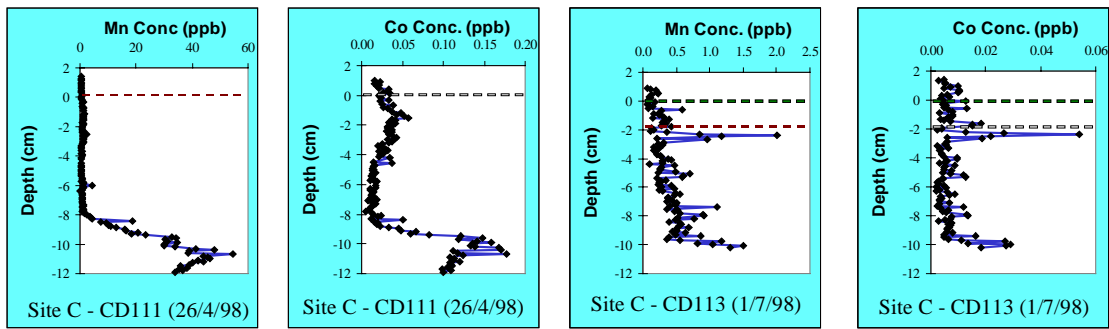 Mn Conc (ppb)
0 20 40 60
2
0
-2
-4
-6
-8
-10
-12
Depth (cm)
Site C - CD111 (26/4/98)
Co Conc. (ppb)
0.00 0.05 0.10 0.15 0.20
2
0
-2
-4
-6
-8
-10
-12
Depth (cm)
Site C - CD111 (26/4/98)
Mn Conc. (ppb)
0.0 0.5 1.0 1.5 2.0 2.5
2
0
-2
-4
-6
-8
-10
-12
Depth (cm)
Site C - CD113 (1/7/98)
Co Conc. (ppb)
0.00 0.02 0.04 0.06
2
0
-2
-4
-6
-8
-10
-12
Depth (cm)
Site C - CD113 (1/7/98)